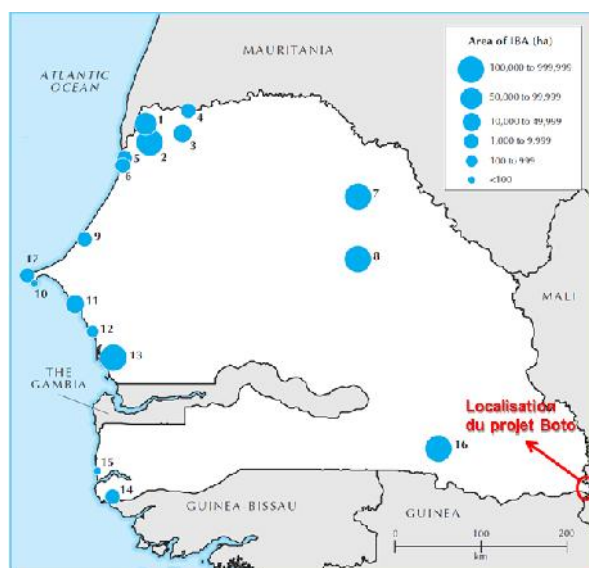 MAURITANIA
ATLANTIC
OCEAN
Area of IBA (ha)
100,000 to 999,999
50,000 to 99,999
10,000 to 49,999
1,000 to 9,999
100 to 999
<100
4
1
3
2
5
6
7
9
8
17
10
MALI
11
12
13
THE
GAMBIA
Localisation
du projet Boto
16
15
14
GUINEA BISSAU
GUINEA
0 100 200
km